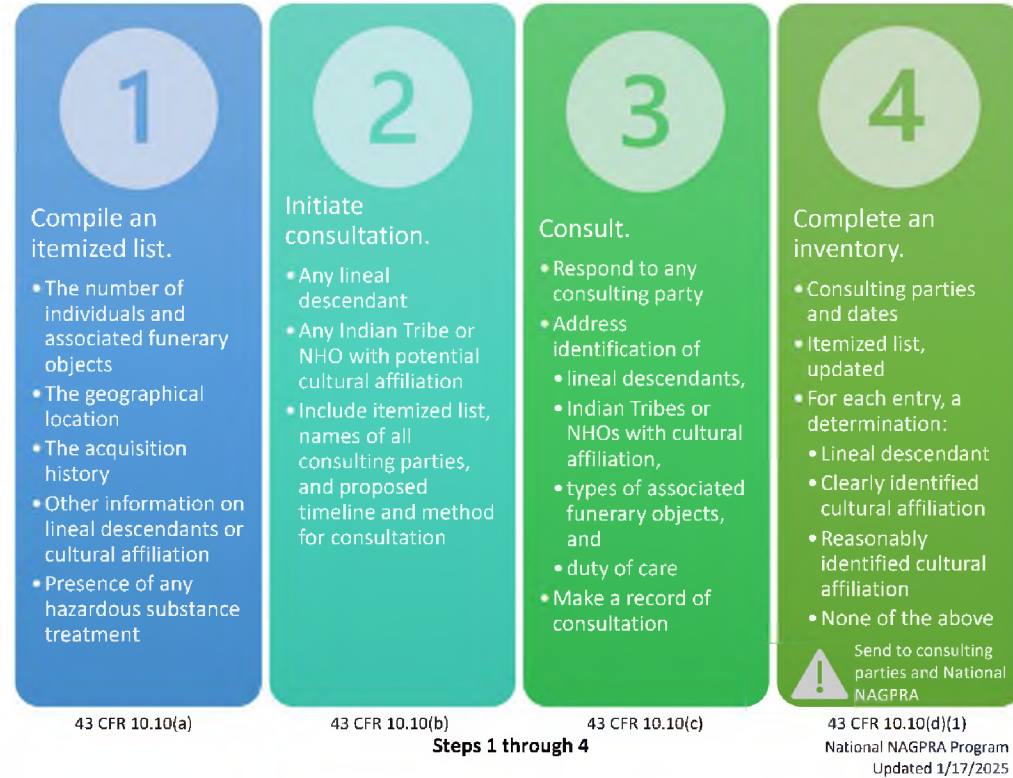 1
Compile an
itemized list.
• The number of
individuals and
associated funerary
objects
• The geographical
location
• The acquisition
history
• Other information on
lineal descendants or
cultural affiliation
• Presence of any
hazardous substance
treatment
43 CFR 10.10(a)
2
Initiate
consultation.
• Any lineal
descendant
• Any Indian Tribe or
NHO with potential
cultural affiliation
• Include itemized list,
names of all
consulting parties,
and proposed
timeline and method
for consultation
43 CFR 10.10(b)
3
Consult.
• Respond to any
consulting party
• Address
identification of
• lineal descendants,
• Indian Tribes or
NHOs with cultural
affiliation,
• types of associated
funerary objects,
and
• duty of care
• Make a record of
consultation
43 CFR 10.10(c)
4
Complete an
inventory.
• Consulting parties
and dates
• Itemized list,
updated
• For each entry, a
determination:
• Lineal descendant
• Clearly identified
cultural affiliation
• Reasonably
identified cultural
affiliation
• None of the above
!
Send to consulting
parties and National
NAGPRA
43 CFR 10.10(d)(1)
Steps 1 through 4
National NAGPRA Program
Updated 1/17/2025